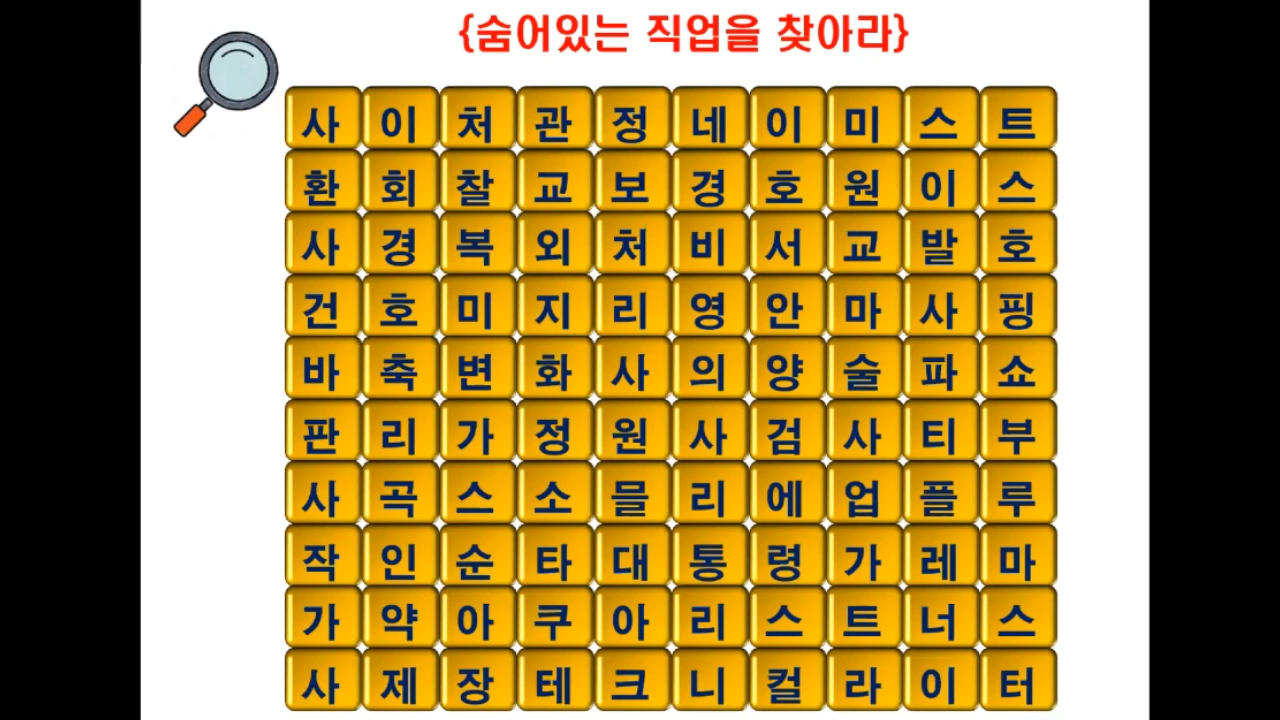 {숨어있는 직업을 찾아라}
사 이 처 관 정 네 이 미 스 트
환 회 찰 교 보 경 호 원 이 스
사 경 복 외 처 비 서 교 발 호
건 호 미 지 리 영 안 마 사 핑
바 축 변 화 사 의 양 술 파 쇼
판 리 가 정 원 사 검 사 티 부
사 곡 스 소 믈 리 에 업 플 루
작 인 순 타 대 통 령 가 레 마
가 약 아 쿠 아 리 스 트 너 스
사 제 장 테 크 니 컬 라 이 터